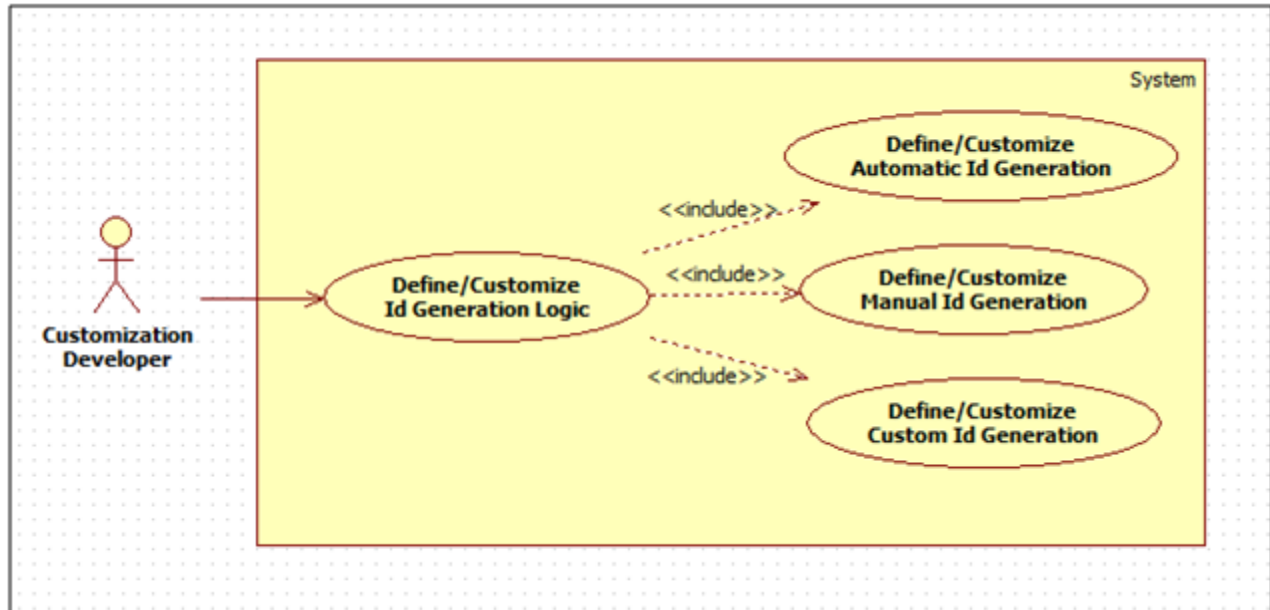 System
Define/Customize
Automatic Id Generation
<<include>>
<<include>>
Define/Customize
Manual Id Generation
Define/Customize
Id Generation Logic
Customization
Developer
<<include>>
Define/Customize
Custom Id Generation